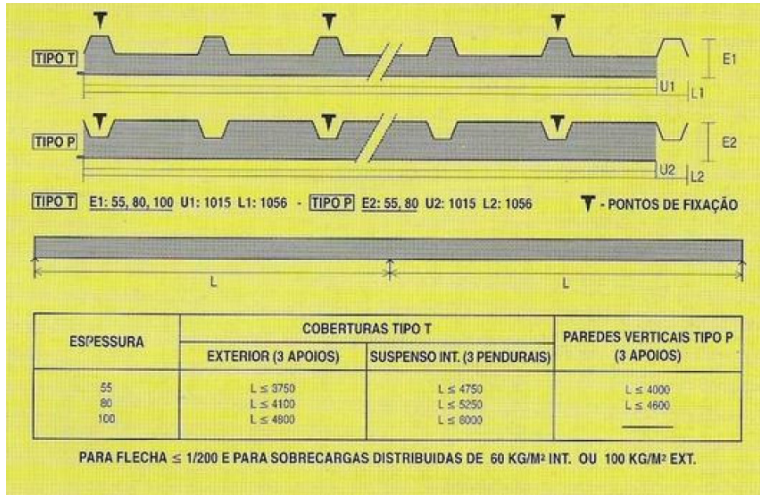 TIPO T
E1
U1
L1
TIPO P
E2
U2
L2
TIPO T E1: 55, 80, 100 U1: 1015 L1: 1056 - TIPO P E2: 55, 80 U2: 1015 L2: 1056 T - PONTOS DE FIXAÇÃO
L L
ESPESSURA
COBERTURAS TIPO T
EXTERIOR (3 APOIOS)
SUSPENSO INT. (3 PENDURAIS)
PAREDES VERTICAIS TIPO P
(3 APOIOS)
55 L ≤ 3750 L ≤ 4750 L ≤ 4000
80 L ≤ 4100 L ≤ 5250 L ≤ 4600
100 L ≤ 4800 L ≤ 6000
PARA FLECHA ≤ 1/200 E PARA SOBRECARGAS DISTRIBUIDAS DE 60 KG/M² INT. OU 100 KG/M² EXT.